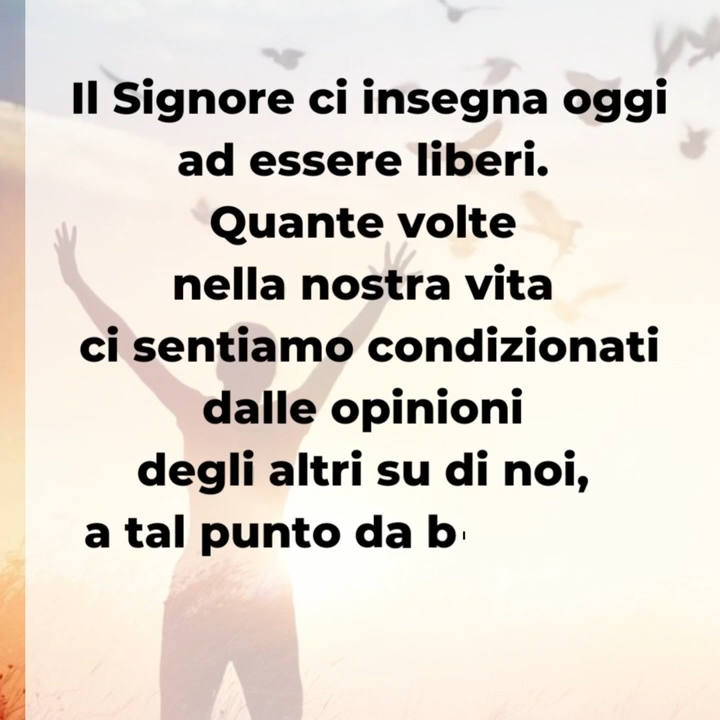 Il Signore ci insegna oggi
ad essere liberi.
Quante volte
nella nostra vita
ci sentiamo condizionati
dalle opinioni
degli altri su di noi,
a tal punto da b